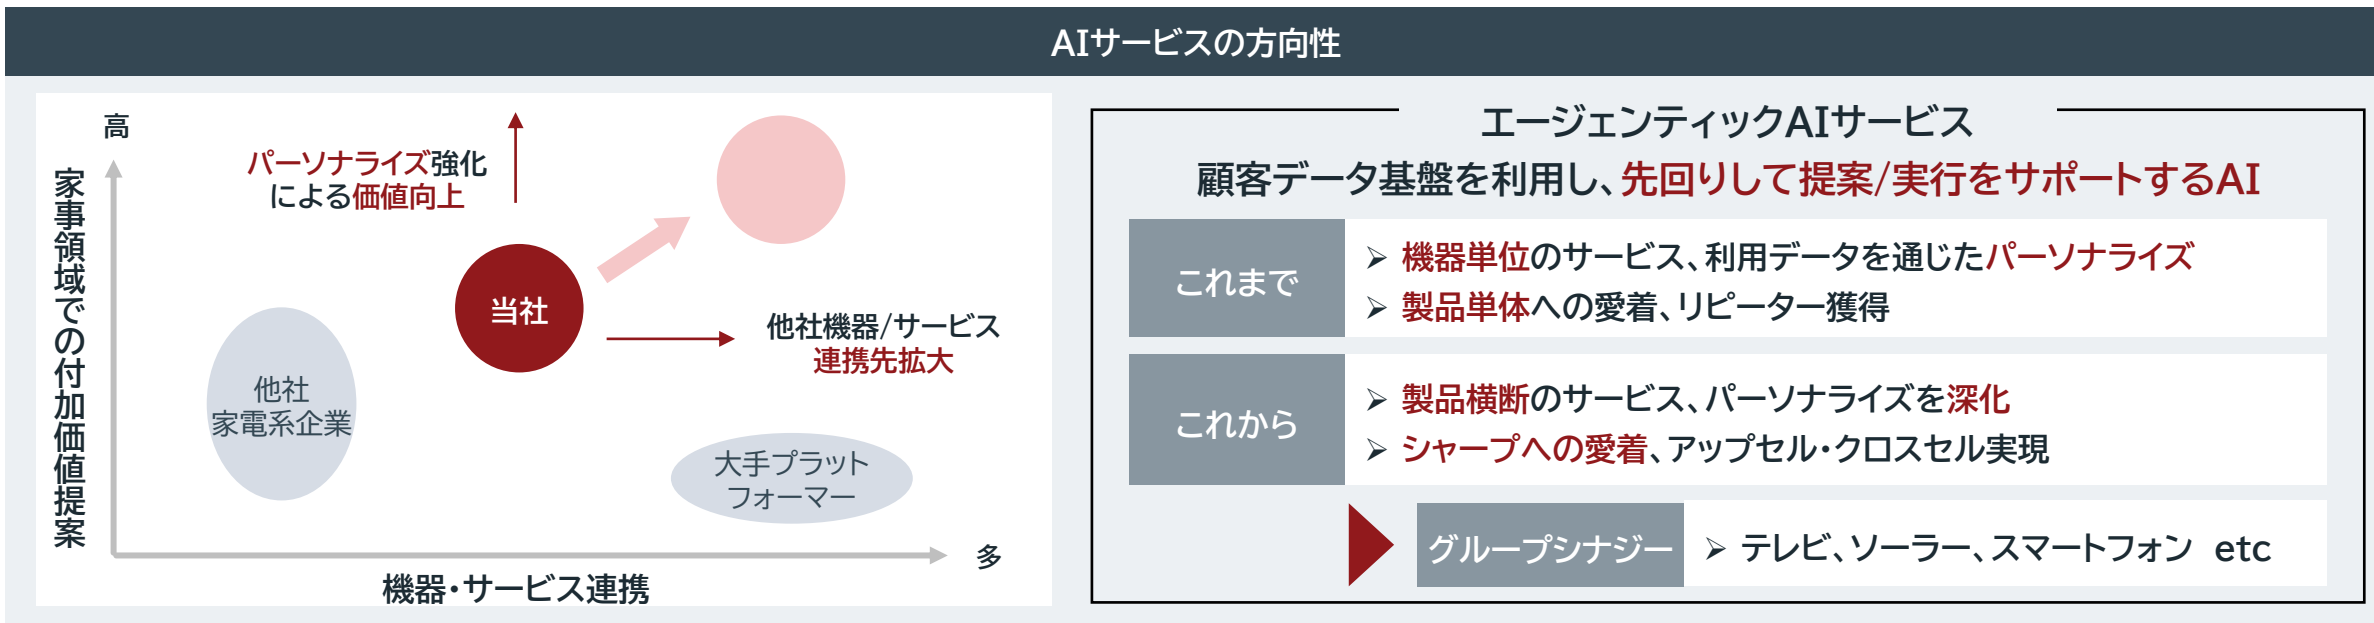 AIサービスの方向性
高
家事領域での付加価値提案
パーソナライズ強化
による価値向上
当社
他社機器/サービス
連携先拡大
他社
家電系企業
大手プラット
フォーマー
多
機器・サービス連携
エージェンティックAIサービス
顧客データ基盤を利用し、先回りして提案/実行をサポートするAI
これまで
➢ 機器単位のサービス、利用データを通じたパーソナライズ
➢ 製品単体への愛着、リピーター獲得
これから
➢ 製品横断のサービス、パーソナライズを深化
➢ シャープへの愛着、アップセル・クロスセル実現
グループシナジー
➢ テレビ、ソーラー、スマートフォン etc